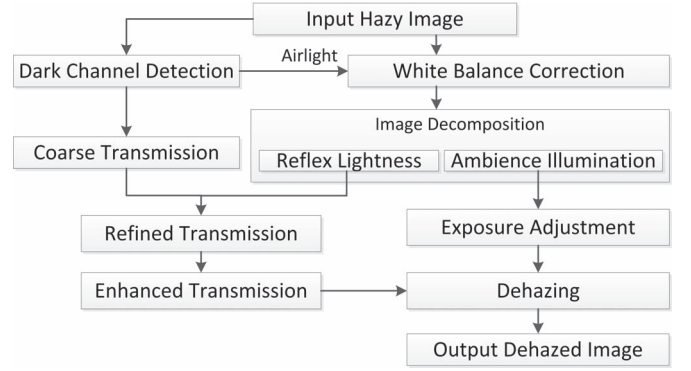 Input Hazy Image
Airlight
Dark Channel Detection
White Balance Correction
Image Decomposition
Coarse Transmission
Reflex Lightness
Ambience Illumination
Refined Transmission
Exposure Adjustment
Enhanced Transmission
Dehazing
Output Dehazed Image